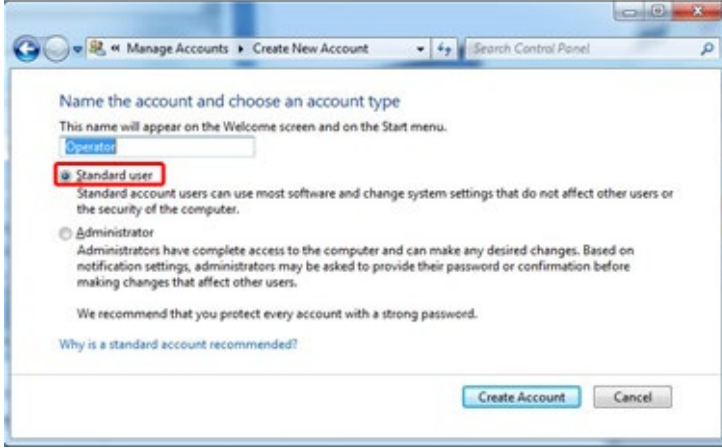 « Manage Accounts ▸ Create New Account
Search Control Panel
Name the account and choose an account type
This name will appear on the Welcome screen and on the Start menu.
Operator
Standard user
Standard account users can use most software and change system settings that do not affect other users or
the security of the computer.
Administrator
Administrators have complete access to the computer and can make any desired changes. Based on
notification settings, administrators may be asked to provide their password or confirmation before
making changes that affect other users.
We recommend that you protect every account with a strong password.
Why is a standard account recommended?
Create Account
Cancel